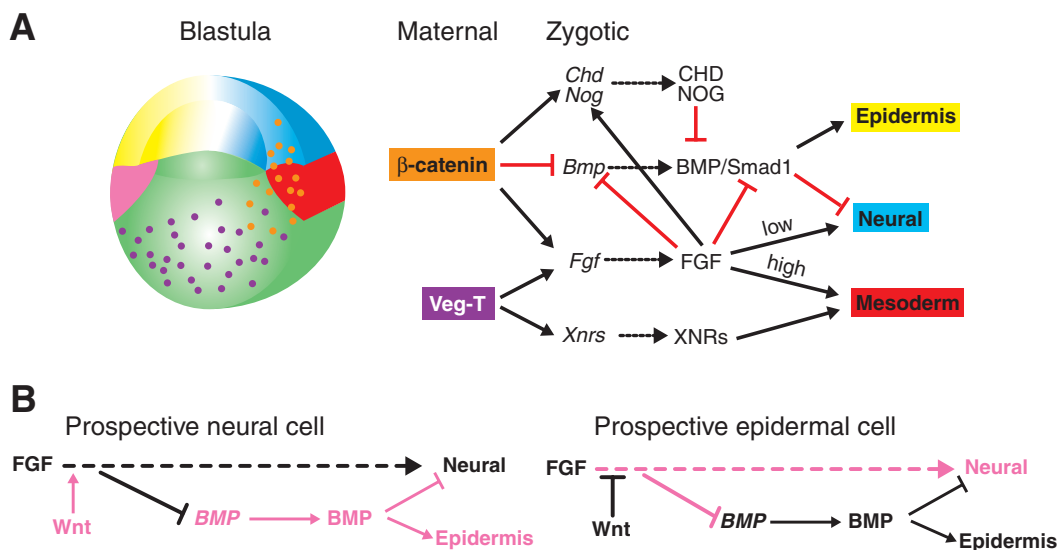 A
Blastula
Maternal
Zygotic
Chd
Nog
CHD
NOG
Epidermis
β-catenin
Bmp
BMP/Smad1
Neural
low
Fgf
FGF
high
Veg-T
Mesoderm
Xnrs
XNRs
B
Prospective neural cell
FGF
Neural
Wnt
BMP
BMP
Epidermis
Prospective epidermal cell
FGF
Neural
Wnt
BMP
BMP
Epidermis